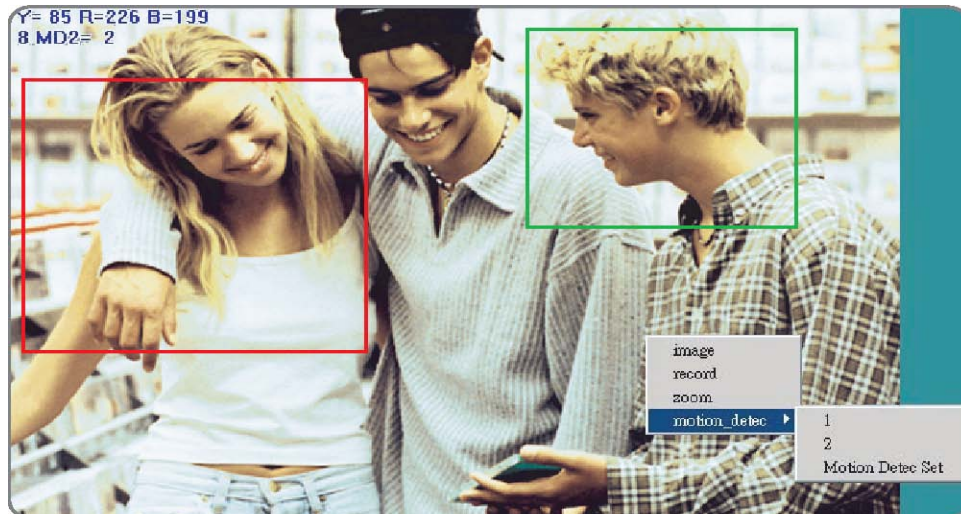 Y= 85 R=226 B=199
8 MD2= 2
image
record
zoom
motion_detec
1
2
Motion Detec Set